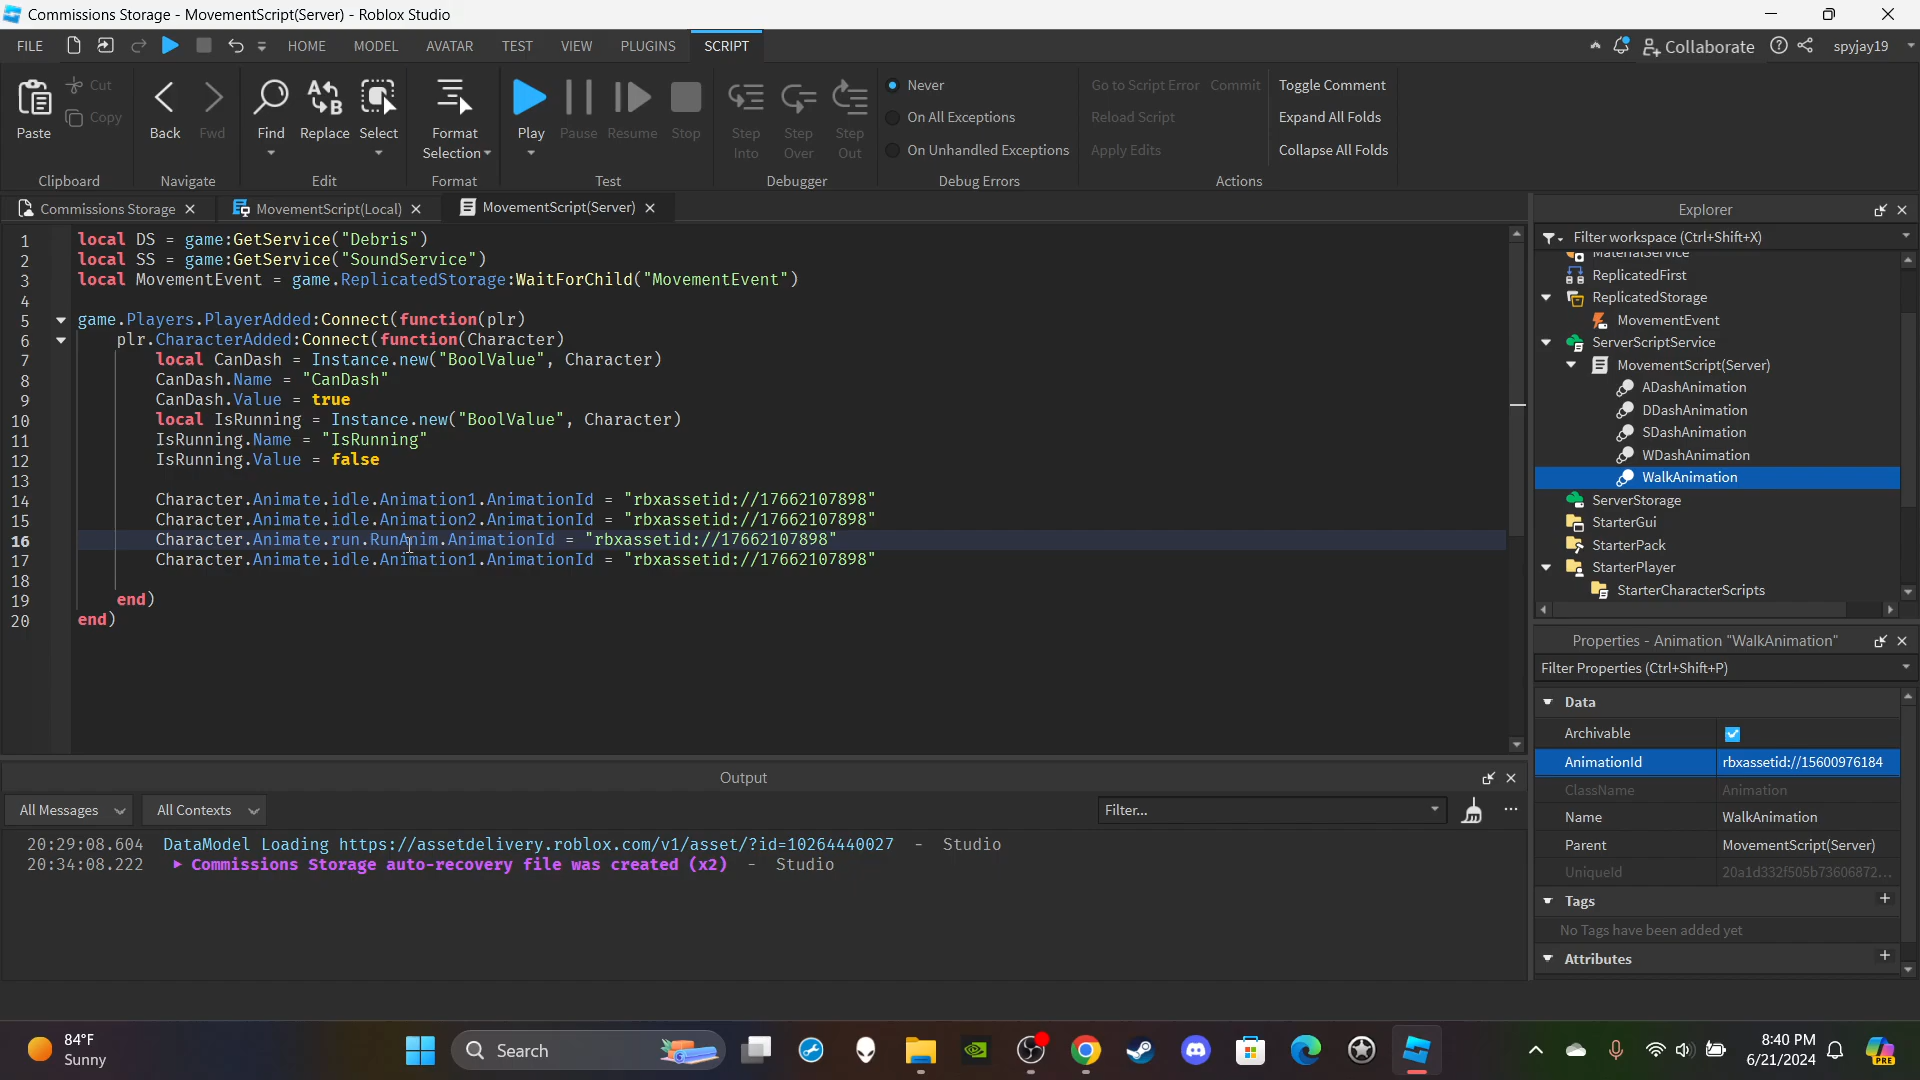 Commissions Storage - MovementScript(Server) - Roblox Studio
FILE HOME MODEL AVATAR TEST VIEW PLUGINS SCRIPT Collaborate spyjay19
Paste Cut Copy Back Fwd Find Replace Select Format Selection Play Pause Resume Stop Step Into Step Over Step Out
Never Go to Script Error Commit Toggle Comment
On All Exceptions Reload Script Expand All Folds
On Unhandled Exceptions Apply Edits Collapse All Folds
Clipboard Navigate Edit Format Test Debugger Debug Errors Actions
Commissions Storage MovementScript(Local) MovementScript(Server)
1 local DS = game:GetService("Debris")
2 local SS = game:GetService("SoundService")
3 local MovementEvent = game.ReplicatedStorage:WaitForChild("MovementEvent")
4
5 game.Players.PlayerAdded:Connect(function(plr)
6 plr.CharacterAdded:Connect(function(Character)
7 local CanDash = Instance.new("BoolValue", Character)
8 CanDash.Name = "CanDash"
9 CanDash.Value = true
10 local IsRunning = Instance.new("BoolValue", Character)
11 IsRunning.Name = "IsRunning"
12 IsRunning.Value = false
13
14 Character.Animate.idle.Animation1.AnimationId = "rbxassetid://17662107898"
15 Character.Animate.idle.Animation2.AnimationId = "rbxassetid://17662107898"
16 Character.Animate.run.RunAnim.AnimationId = "rbxassetid://17662107898"
17 Character.Animate.idle.Animation1.AnimationId = "rbxassetid://17662107898"
18
19 end)
20 end)
Output
All Messages All Contexts Filter...
20:29:08.604 DataModel Loading https://assetdelivery.roblox.com/v1/asset/?id=10264440027 - Studio
20:34:08.222 Commissions Storage auto-recovery file was created (x2) - Studio
Explorer
Filter workspace (Ctrl+Shift+X)
MaterialService
ReplicatedFirst
ReplicatedStorage
MovementEvent
ServerScriptService
MovementScript(Server)
ADashAnimation
DDashAnimation
SDashAnimation
WDashAnimation
WalkAnimation
ServerStorage
StarterGui
StarterPack
StarterPlayer
StarterCharacterScripts
Properties - Animation "WalkAnimation"
Filter Properties (Ctrl+Shift+P)
Data
Archivable
AnimationId rbxassetid://15600976184
ClassName Animation
Name WalkAnimation
Parent MovementScript(Server)
UniqueId 20a1d332f505b73606872...
Tags
No Tags have been added yet
Attributes
84°F
Sunny
Search
8:40 PM
6/21/2024
PRE